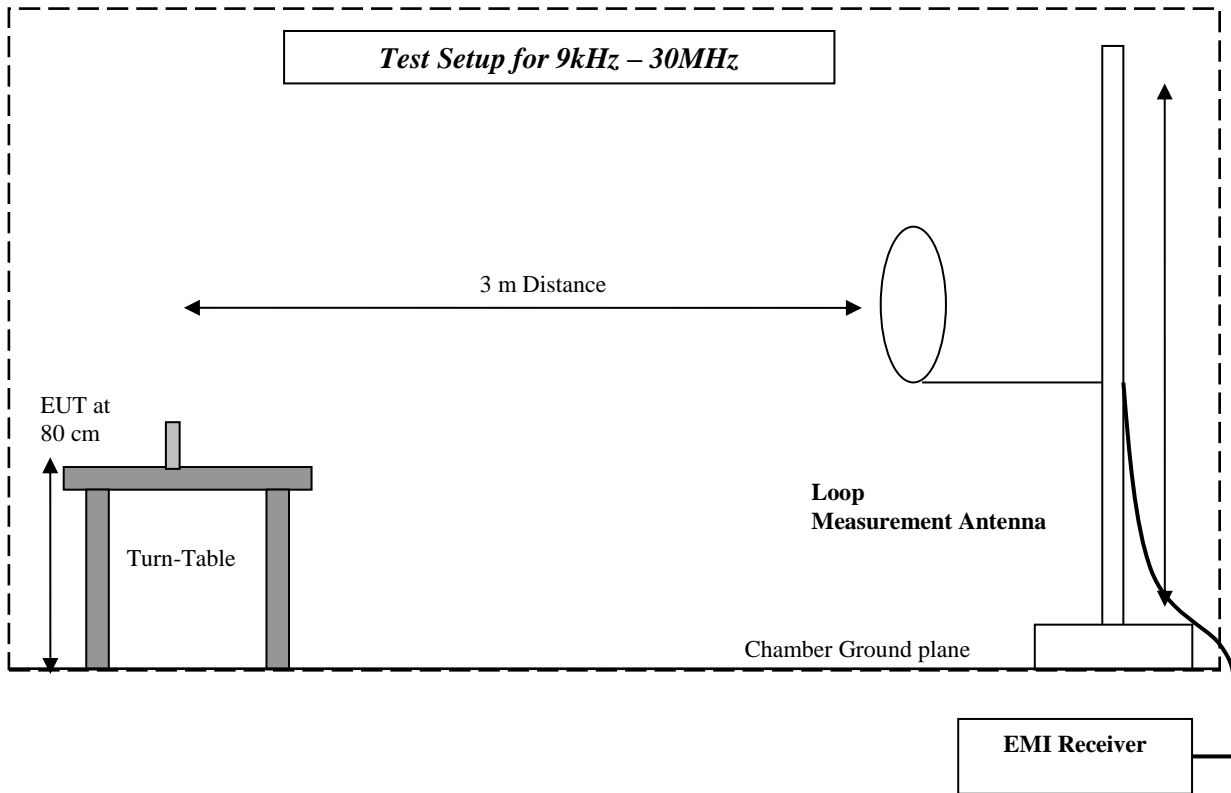 Test Setup for 9kHz – 30MHz
3 m Distance
EUT at
80 cm
Loop
Measurement Antenna
Turn-Table
Chamber Ground plane
EMI Receiver